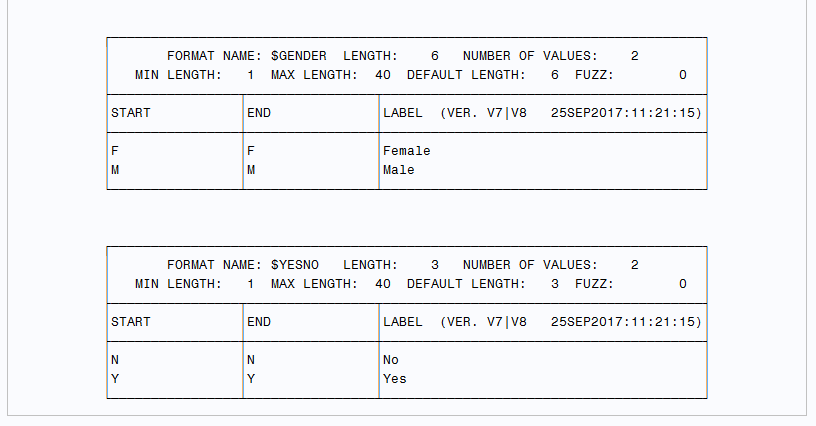 FORMAT NAME: $GENDER LENGTH: 6 NUMBER OF VALUES: 2
MIN LENGTH: 1 MAX LENGTH: 40 DEFAULT LENGTH: 6 FUZZ: 0
START END LABEL (VER. V7|V8 25SEP2017:11:21:15)
F F Female
M M Male
FORMAT NAME: $YESNO LENGTH: 3 NUMBER OF VALUES: 2
MIN LENGTH: 1 MAX LENGTH: 40 DEFAULT LENGTH: 3 FUZZ: 0
START END LABEL (VER. V7|V8 25SEP2017:11:21:15)
N N No
Y Y Yes